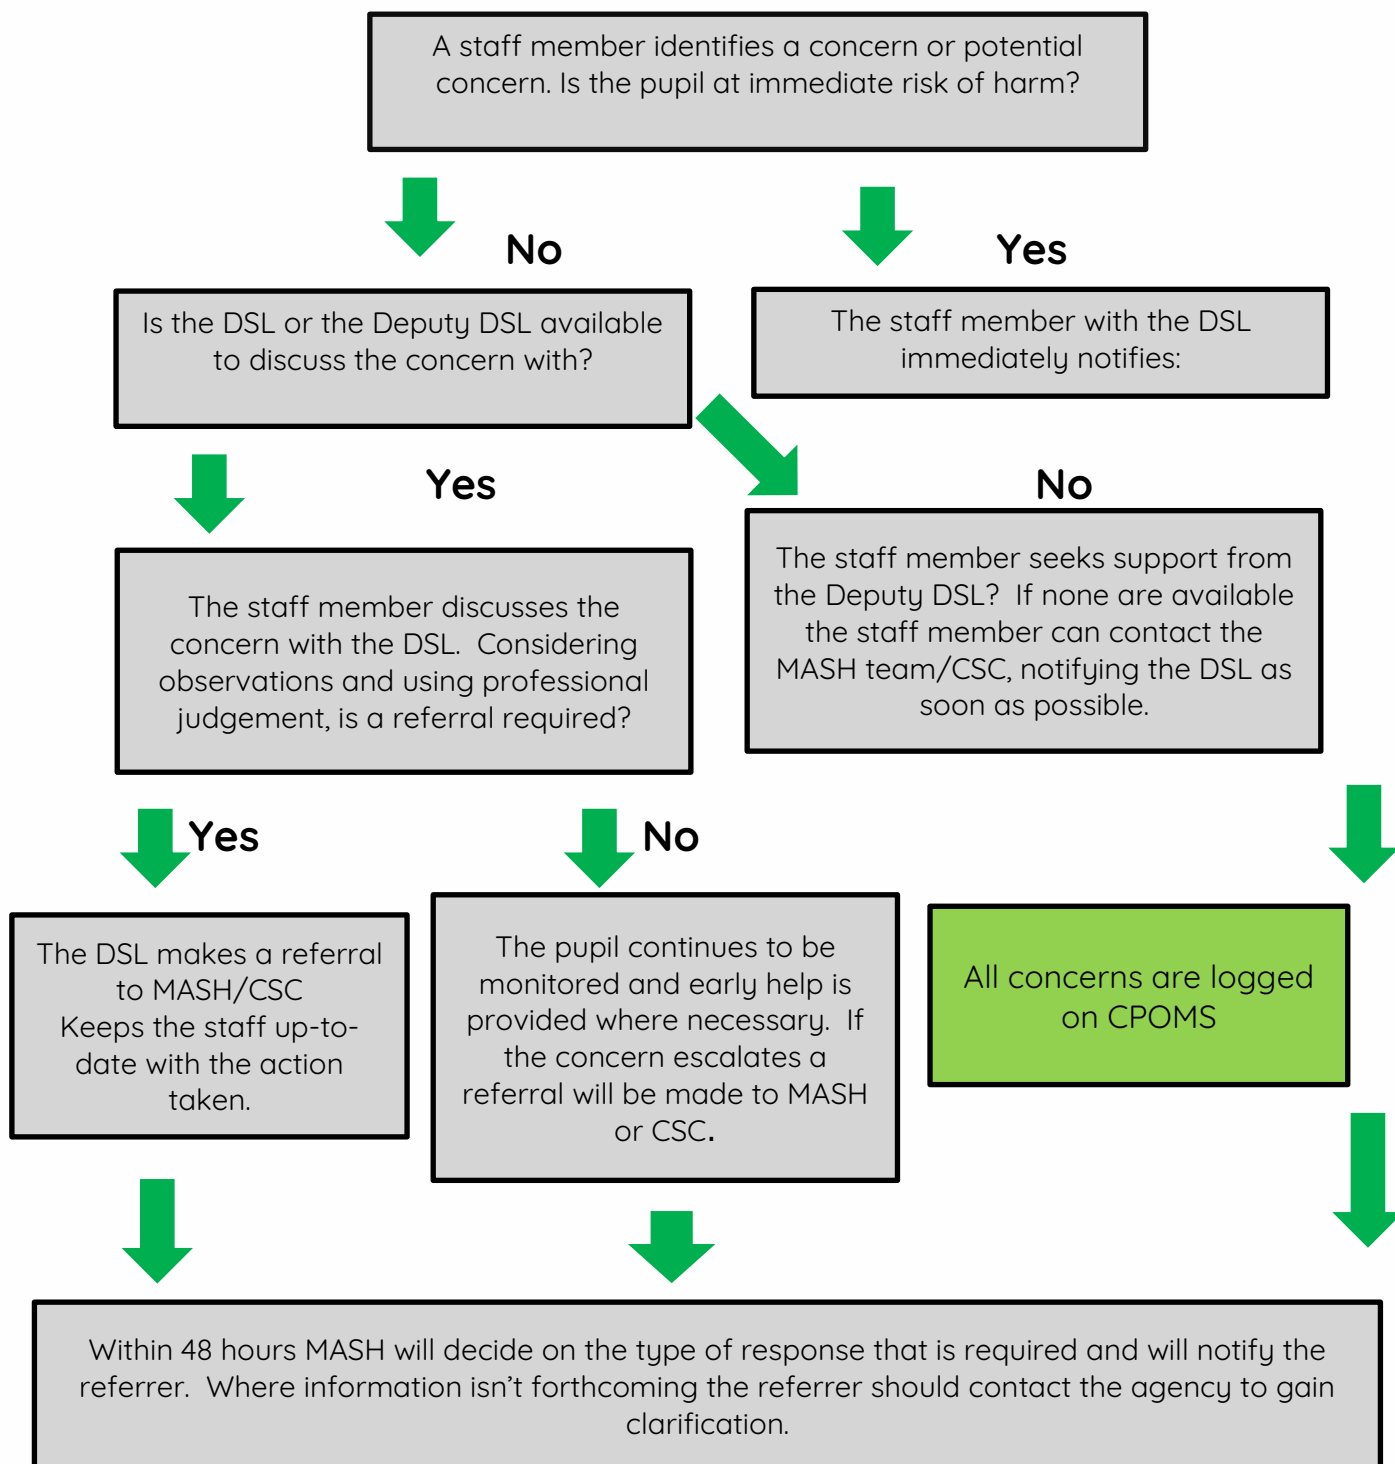 A staff member identifies a concern or potential
concern. Is the pupil at immediate risk of harm?
No
Yes
Is the DSL or the Deputy DSL available
to discuss the concern with?
The staff member with the DSL
immediately notifies:
Yes
No
The staff member discusses the
concern with the DSL. Considering
observations and using professional
judgement, is a referral required?
The staff member seeks support from
the Deputy DSL? If none are available
the staff member can contact the
MASH team/CSC, notifying the DSL as
soon as possible.
Yes
No
The DSL makes a referral
to MASH/CSC
Keeps the staff up-to-
date with the action
taken.
The pupil continues to be
monitored and early help is
provided where necessary. If
the concern escalates a
referral will be made to MASH
or CSC.
All concerns are logged
on CPOMS
Within 48 hours MASH will decide on the type of response that is required and will notify the
referrer. Where information isn't forthcoming the referrer should contact the agency to gain
clarification.